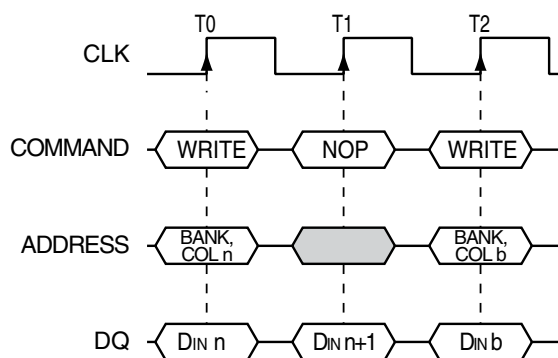 T0 T1 T2
CLK
COMMAND WRITE NOP WRITE
ADDRESS BANK, COL n BANK, COL b
DQ DIN n DIN n+1 DIN b